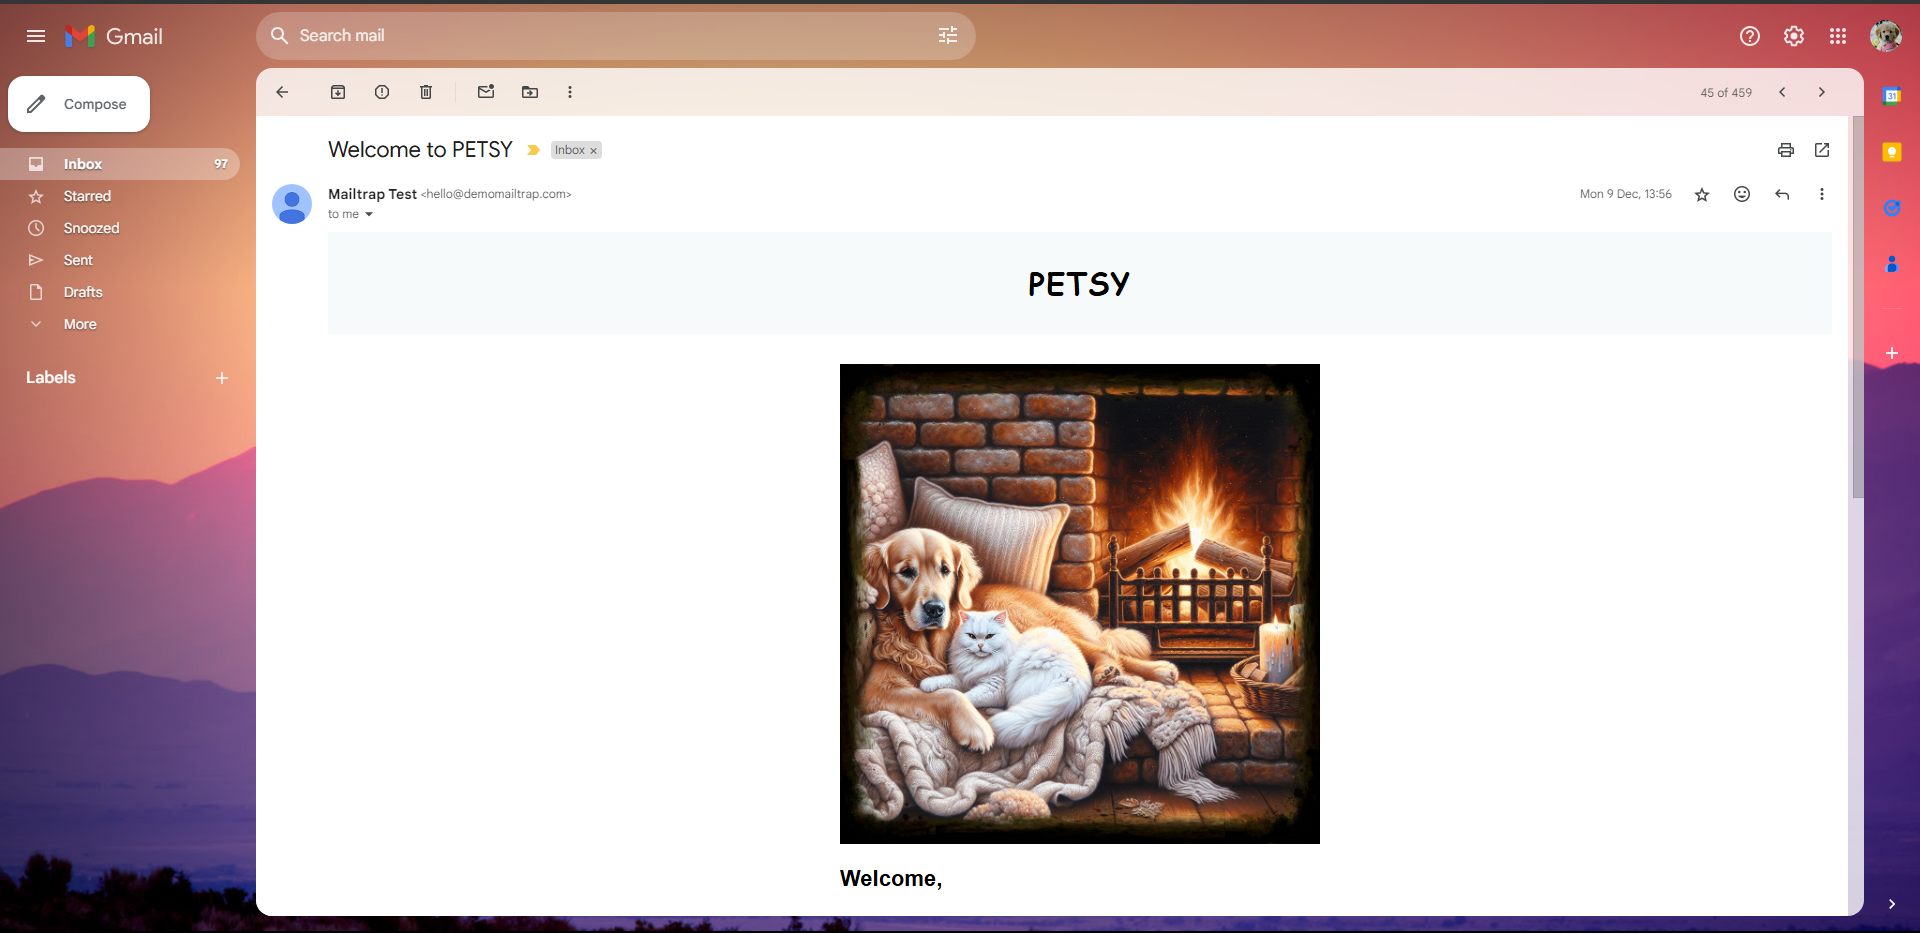 Gmail
Search mail
Compose
45 of 459
Inbox 97
Starred
Snoozed
Sent
Drafts
More
Labels
Welcome to PETSY Inbox ×
Mailtrap Test <hello@demomailtrap.com> Mon 9 Dec, 13:56
to me
PETSY
Welcome,
31